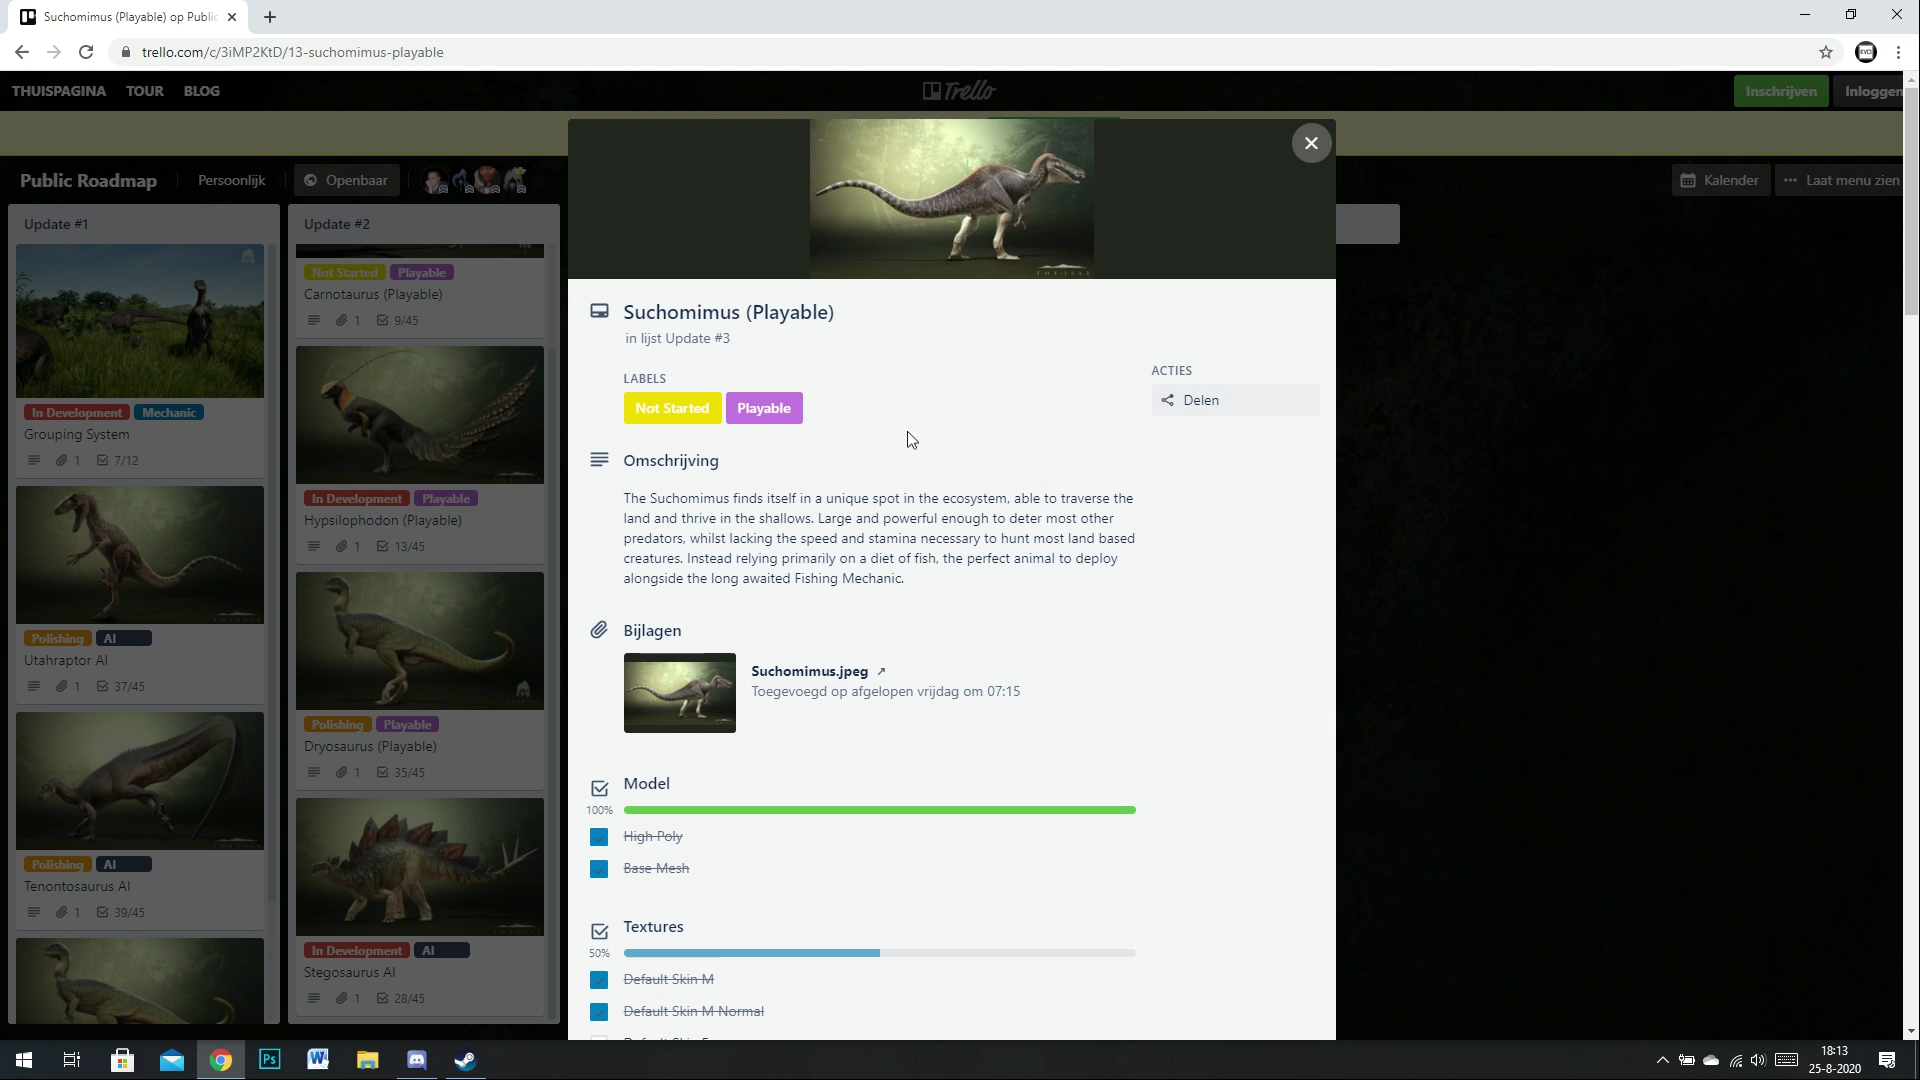 Suchomimus (Playable) op Public
trello.com/c/3iMP2KtD/13-suchomimus-playable
THUISPAGINA TOUR BLOG
Trello
Inschrijven Inloggen
Public Roadmap Persoonlijk Openbaar
Kalender Laat menu zien
Update #1
In Development Mechanic
Grouping System
1 7/12
Polishing AI
Utahraptor AI
1 37/45
Polishing AI
Tenontosaurus AI
1 39/45
Update #2
Not Started Playable
Carnotaurus (Playable)
1 9/45
In Development Playable
Hypsilophodon (Playable)
1 13/45
Polishing Playable
Dryosaurus (Playable)
1 35/45
In Development AI
Stegosaurus AI
1 28/45
THE ISLE
Suchomimus (Playable)
in lijst Update #3
LABELS
Not Started Playable
ACTIES
Delen
Omschrijving
The Suchomimus finds itself in a unique spot in the ecosystem, able to traverse the
land and thrive in the shallows. Large and powerful enough to deter most other
predators, whilst lacking the speed and stamina necessary to hunt most land based
creatures. Instead relying primarily on a diet of fish, the perfect animal to deploy
alongside the long awaited Fishing Mechanic.
Bijlagen
Suchomimus.jpeg ↗
Toegevoegd op afgelopen vrijdag om 07:15
Model
100%
High Poly
Base Mesh
Textures
50%
Default Skin M
Default Skin M Normal
18:13
25-8-2020